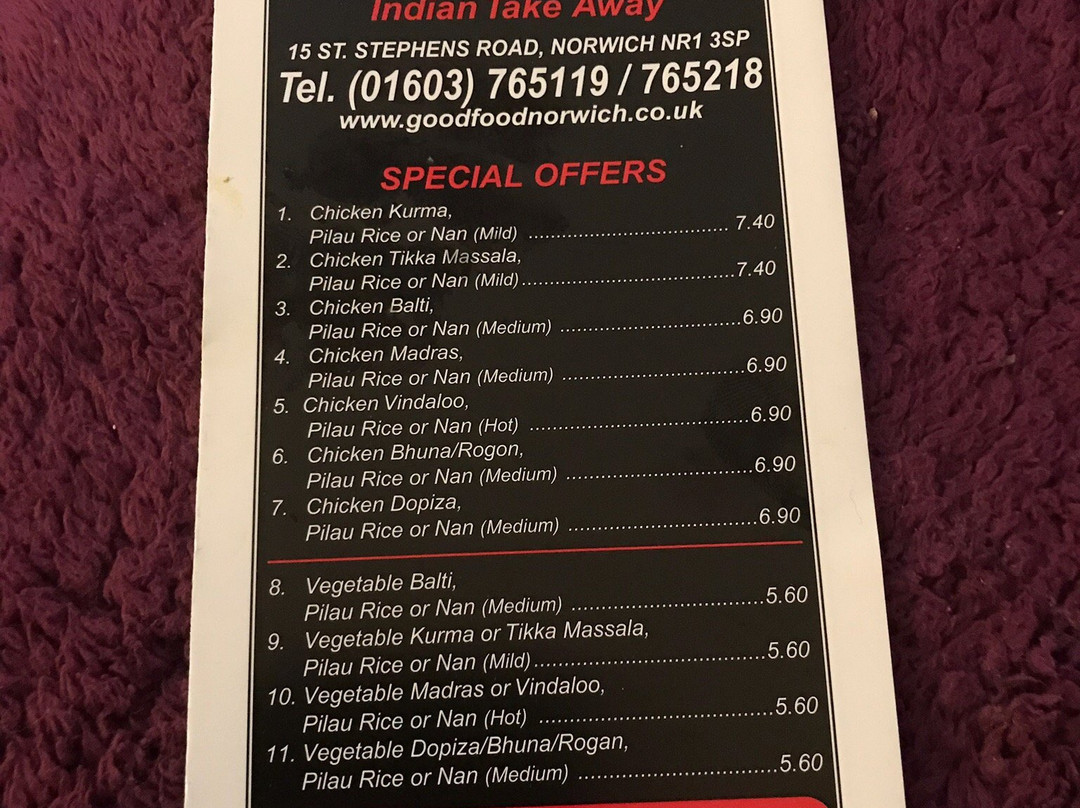 Indian Take Away
15 ST. STEPHENS ROAD, NORWICH NR1 3SP
Tel. (01603) 765119 / 765218
www.goodfoodnorwich.co.uk
SPECIAL OFFERS
1. Chicken Kurma,
Pilau Rice or Nan (Mild) ................................ 7.40
2. Chicken Tikka Massala,
Pilau Rice or Nan (Mild)..................................7.40
3. Chicken Balti,
Pilau Rice or Nan (Medium) .............................6.90
4. Chicken Madras,
Pilau Rice or Nan (Medium) .............................6.90
5. Chicken Vindaloo,
Pilau Rice or Nan (Hot) ...................................6.90
6. Chicken Bhuna/Rogon,
Pilau Rice or Nan (Medium) .............................6.90
7. Chicken Dopiza,
Pilau Rice or Nan (Medium) .............................6.90
8. Vegetable Balti,
Pilau Rice or Nan (Medium) .............................5.60
9. Vegetable Kurma or Tikka Massala,
Pilau Rice or Nan (Mild)...................................5.60
10. Vegetable Madras or Vindaloo,
Pilau Rice or Nan (Hot) ...................................5.60
11. Vegetable Dopiza/Bhuna/Rogan,
Pilau Rice or Nan (Medium) .............................5.60